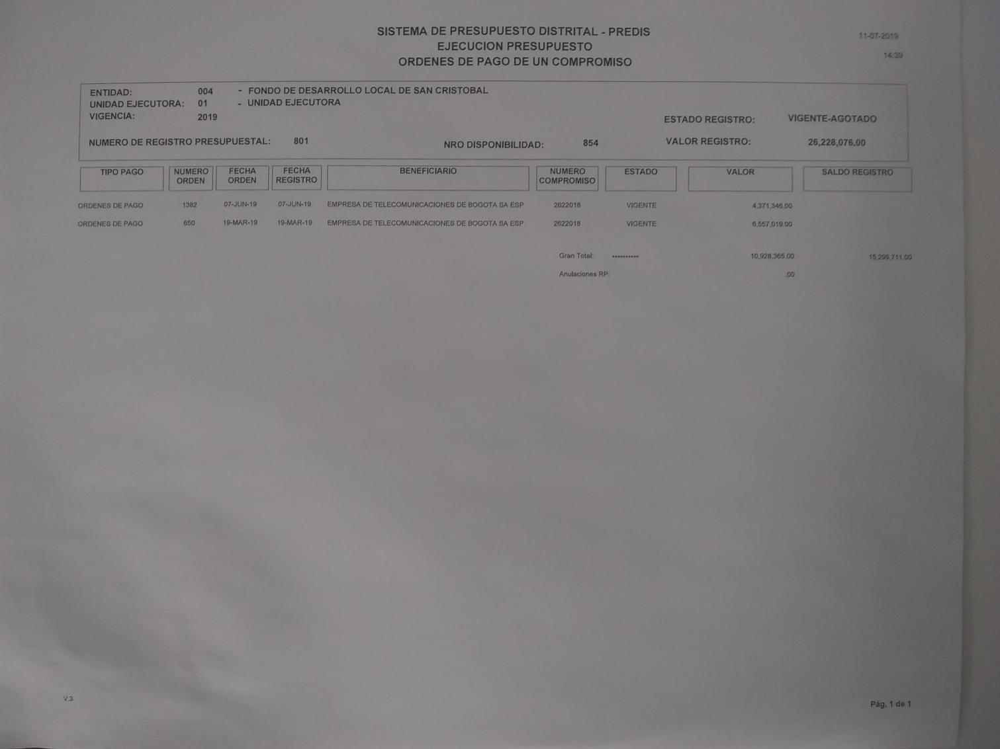 SISTEMA DE PRESUPUESTO DISTRITAL - PREDIS
EJECUCION PRESUPUESTO
ORDENES DE PAGO DE UN COMPROMISO
11-07-2019
14:39
ENTIDAD: 004 - FONDO DE DESARROLLO LOCAL DE SAN CRISTOBAL
UNIDAD EJECUTORA: 01 - UNIDAD EJECUTORA
VIGENCIA: 2019
ESTADO REGISTRO: VIGENTE-AGOTADO
NUMERO DE REGISTRO PRESUPUESTAL: 801 NRO DISPONIBILIDAD: 854 VALOR REGISTRO: 26,228,076.00
TIPO PAGO NUMERO ORDEN FECHA ORDEN FECHA REGISTRO BENEFICIARIO NUMERO COMPROMISO ESTADO VALOR SALDO REGISTRO
ORDENES DE PAGO 1382 07-JUN-19 07-JUN-19 EMPRESA DE TELECOMUNICACIONES DE BOGOTA SA ESP 2622018 VIGENTE 4,371,346.00
ORDENES DE PAGO 650 19-MAR-19 19-MAR-19 EMPRESA DE TELECOMUNICACIONES DE BOGOTA SA ESP 2622018 VIGENTE 6,557,019.00
Gran Total: ********** 10,928,365.00 15,299,711.00
Anulaciones RP: .00
V.3
Pág. 1 de 1